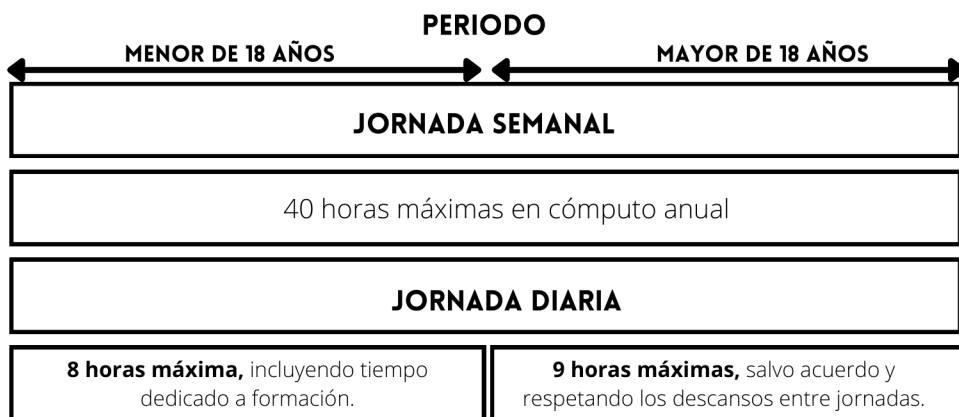 PERIODO
MENOR DE 18 AÑOS
MAYOR DE 18 AÑOS
JORNADA SEMANAL
40 horas máximas en cómputo anual
JORNADA DIARIA
8 horas máxima, incluyendo tiempo
dedicado a formación.
9 horas máximas, salvo acuerdo y
respetando los descansos entre jornadas.